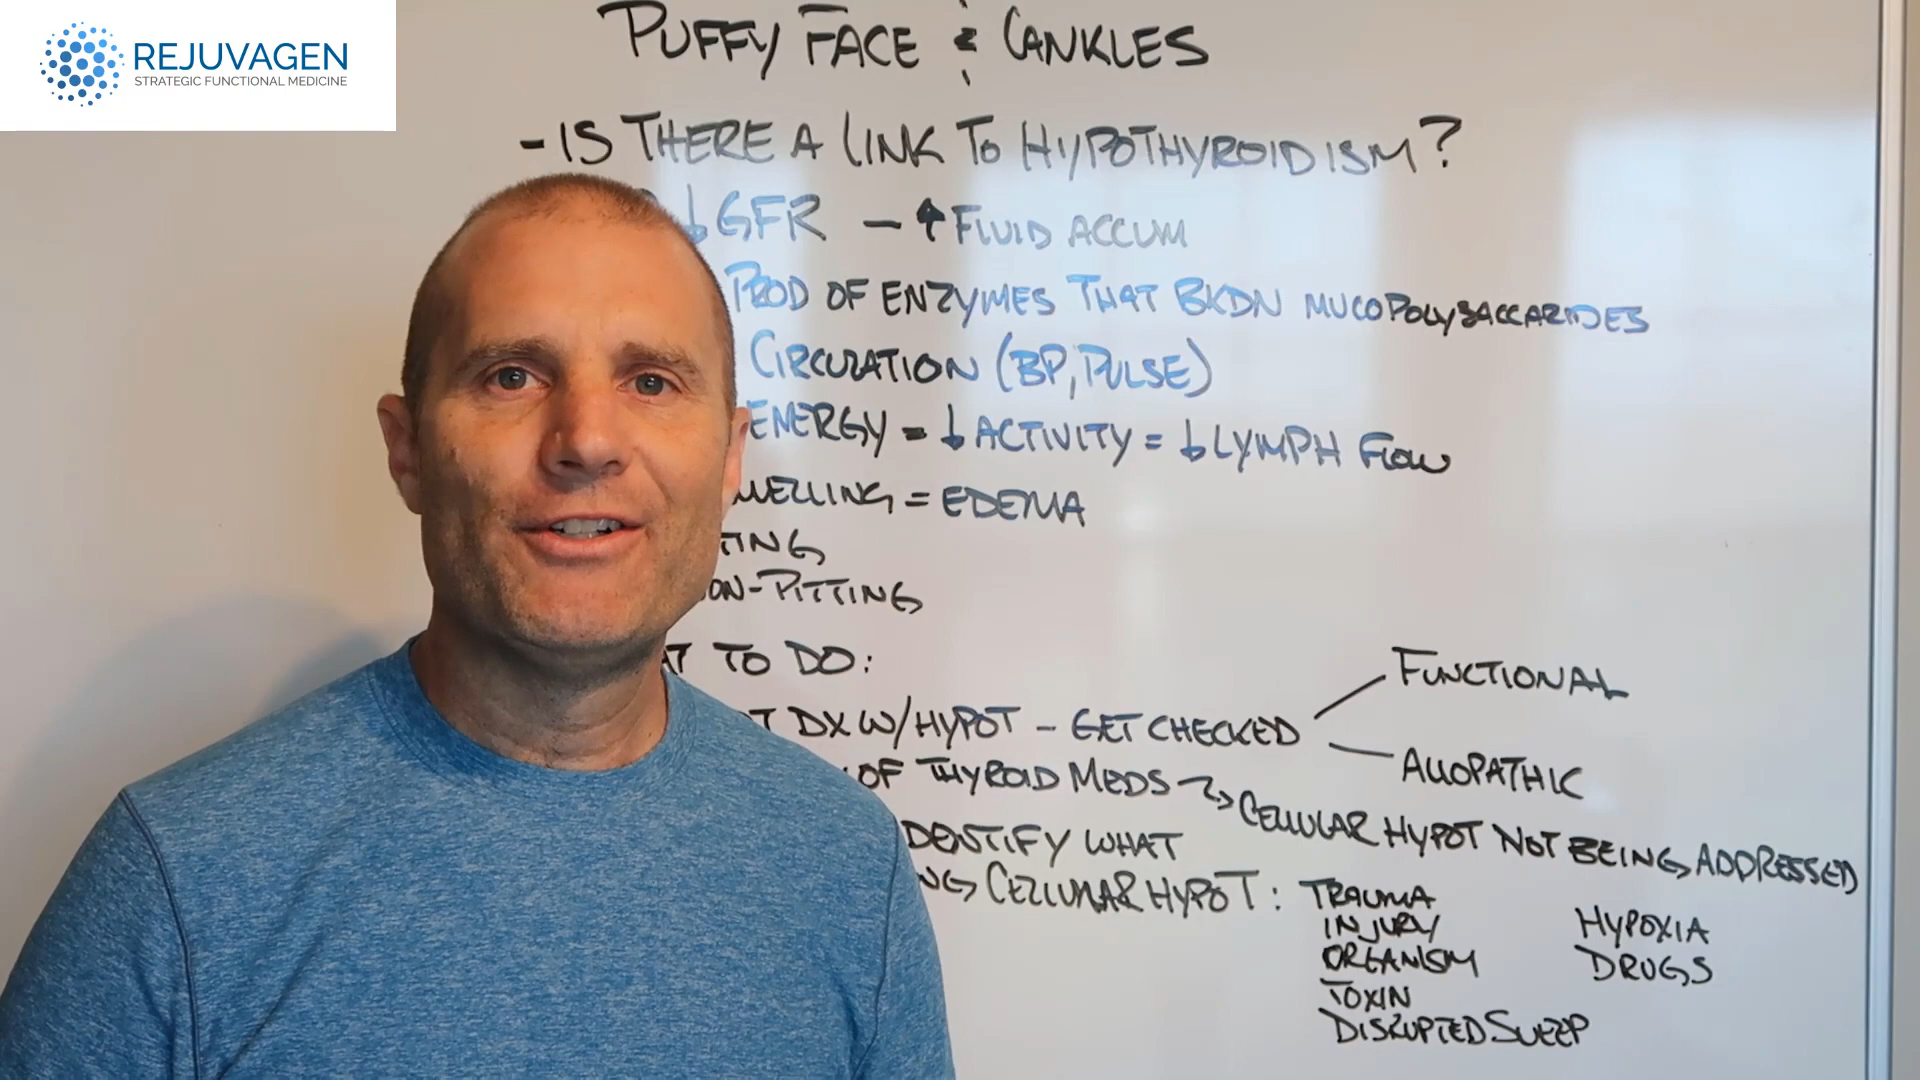 REJUVAGEN
STRATEGIC FUNCTIONAL MEDICINE
PUFFY FACE & CANKLES
- IS THERE A LINK TO HYPOTHYROIDISM?
↓ GFR - ↑ FLUID ACCUM
PROD OF ENZYMES THAT BKDN MUCOPOLYSACCARIDES
CIRCULATION (BP, PULSE)
ENERGY = ↓ ACTIVITY = ↓ LYMPH FLOW
WELLING = EDEMA
TING
ON-PITTING
AT TO DO:
T DX W/HYPOT - GET CHECKED
FUNCTIONAL
ALLOPATHIC
OF THYROID MEDS → CELLULAR HYPOT NOT BEING ADDRESSED
DENTIFY WHAT
NG CELLULAR HYPOT : TRAUMA
INJURY
ORGANISM
TOXIN
DISRUPTED SLEEP
HYPOXIA
DRUGS